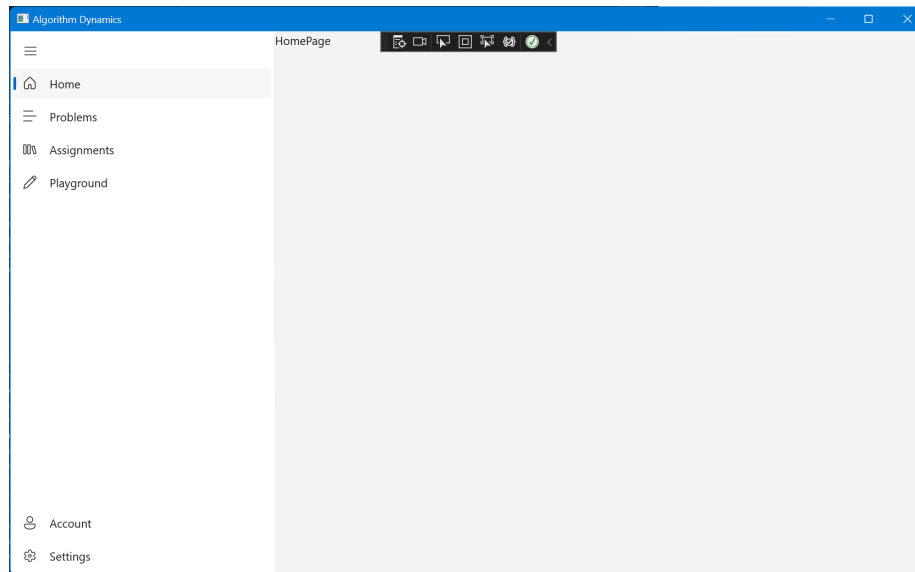 Algorithm Dynamics
HomePage
Home
Problems
Assignments
Playground
Account
Settings